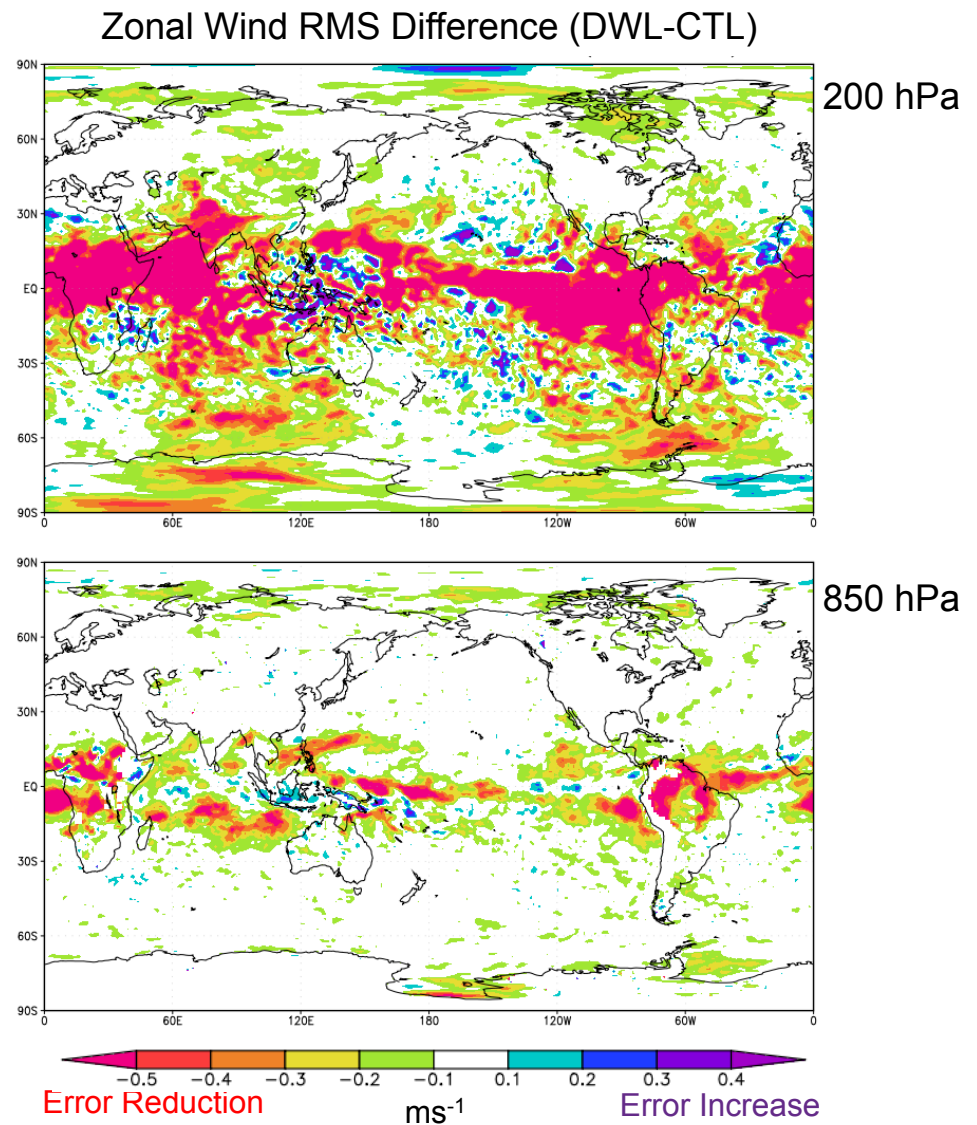 Zonal Wind RMS Difference (DWL-CTL)
200 hPa
90N
60N
30N
EQ
30S
60S
90S
0 60E 120E 180 120W 60W 0
850 hPa
90N
60N
30N
EQ
30S
60S
90S
0 60E 120E 180 120W 60W 0
−0.5 −0.4 −0.3 −0.2 −0.1 0.1 0.2 0.3 0.4
Error Reduction ms⁻¹ Error Increase